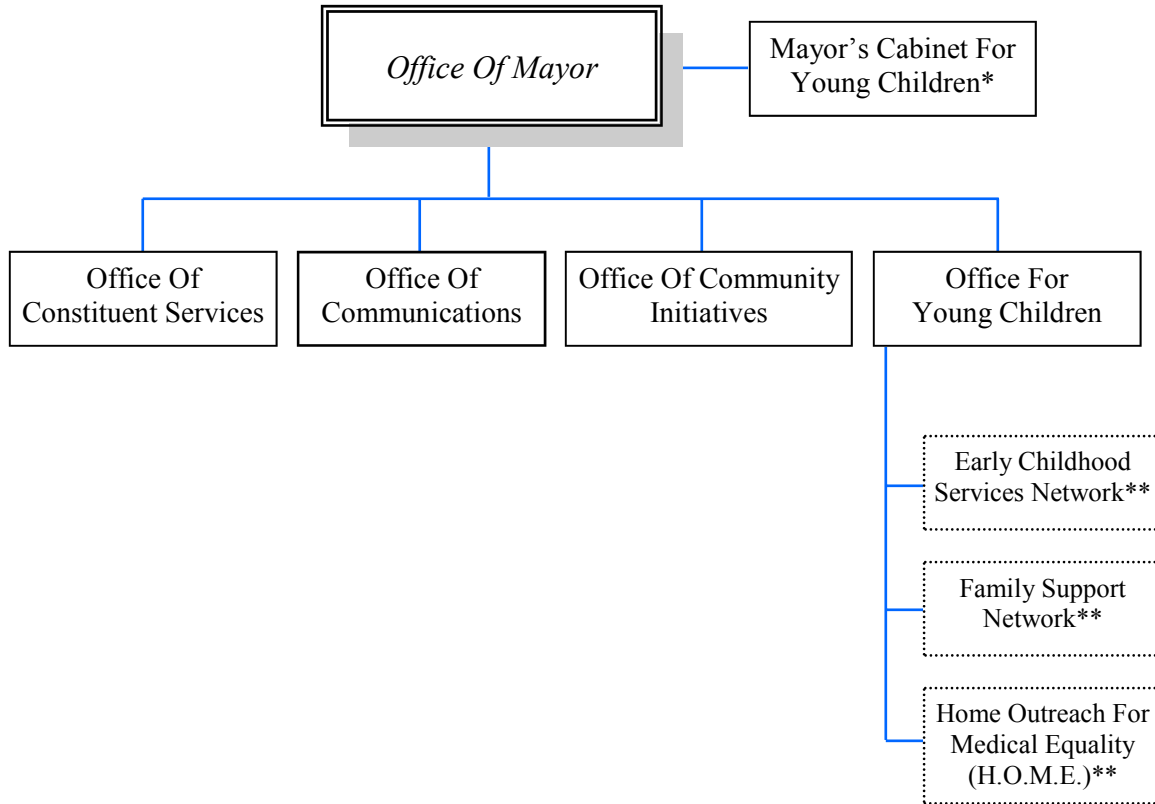 Office Of Mayor
Mayor’s Cabinet For
Young Children*
Office Of
Constituent Services
Office Of
Communications
Office Of Community
Initiatives
Office For
Young Children
Early Childhood
Services Network**
Family Support
Network**
Home Outreach For
Medical Equality
(H.O.M.E.)**